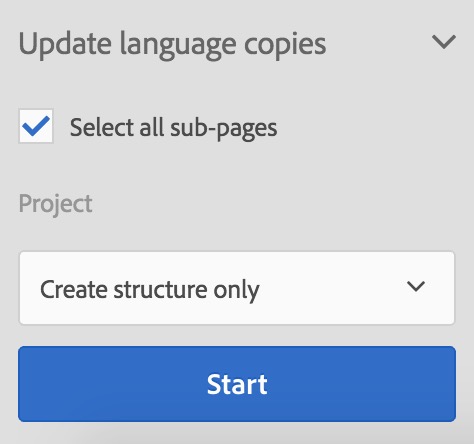 Update language copies
Select all sub-pages
Project
Create structure only
Start